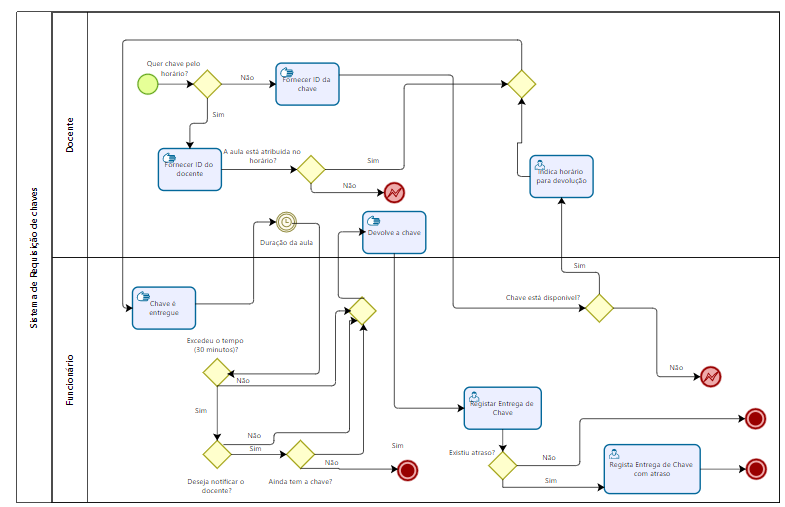 Sistema de Requisição de chaves
Docente
Quer chave pelo
horário?
Não
Fornecer ID da
chave
Sim
Fornecer ID do
docente
A aula está atribuida no
horário?
Sim
Não
Indica horário
para devolução
Devolve a chave
Duração da aula
Funcionário
Sim
Chave está disponível?
Chave é
entregue
Excedeu o tempo
(30 minutos)?
Não
Não
Sim
Registar Entrega de
Chave
Não
Sim
Sim
Existiu atraso?
Não
Não
Sim
Regista Entrega de Chave
com atraso
Deseja notificar o
docente?
Ainda tem a chave?